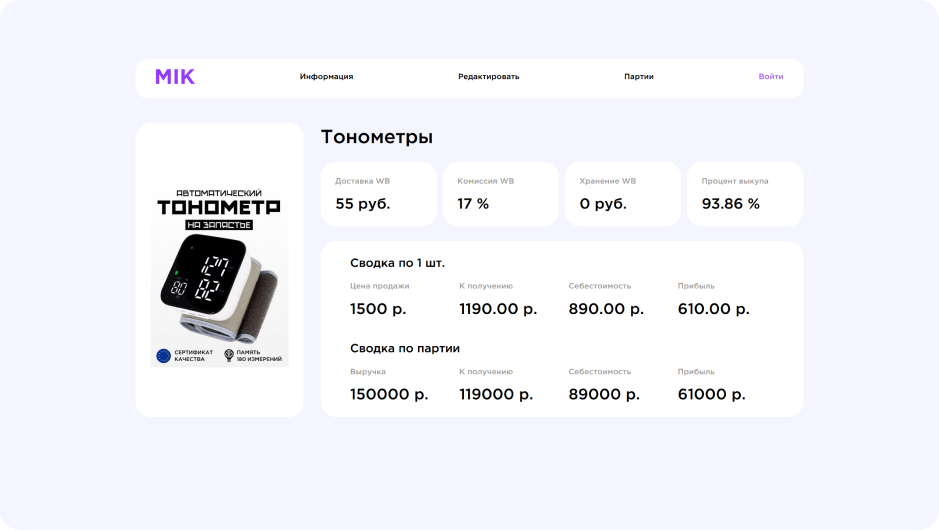 MIK
Информация
Редактировать
Партии
Войти
АВТОМАТИЧЕСКИЙ
ТОНОМЕТР
НА ЗАПЯСТЬЕ
127
80
82
СЕРТИФИКАТ
КАЧЕСТВА
ПАМЯТЬ
180 ИЗМЕРЕНИЙ
Тонометры
Доставка WB
55 руб.
Комиссия WB
17 %
Хранение WB
0 руб.
Процент выкупа
93.86 %
Сводка по 1 шт.
Цена продажи
1500 р.
К получению
1190.00 р.
Себестоимость
890.00 р.
Прибыль
610.00 р.
Сводка по партии
Выручка
150000 р.
К получению
119000 р.
Себестоимость
89000 р.
Прибыль
61000 р.